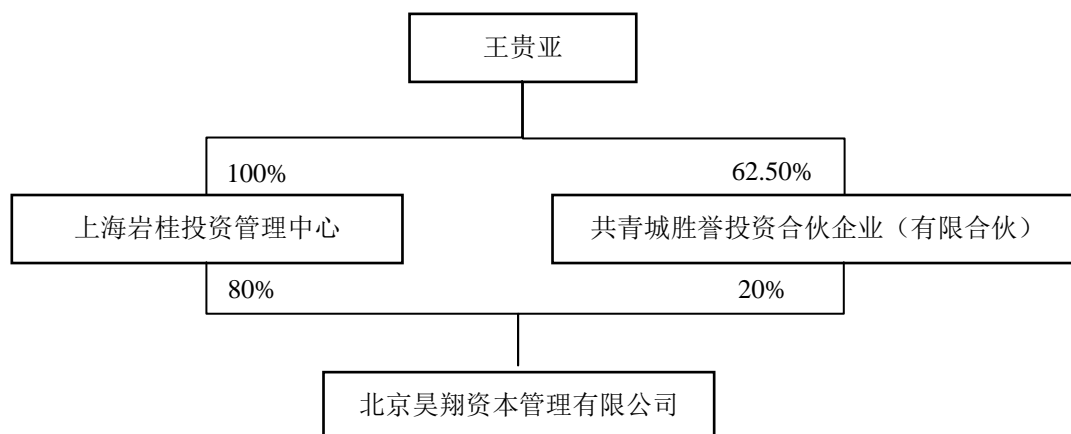 王贵亚
100%
62.50%
上海岩桂投资管理中心
共青城胜誉投资合伙企业（有限合伙）
80%
20%
北京昊翔资本管理有限公司